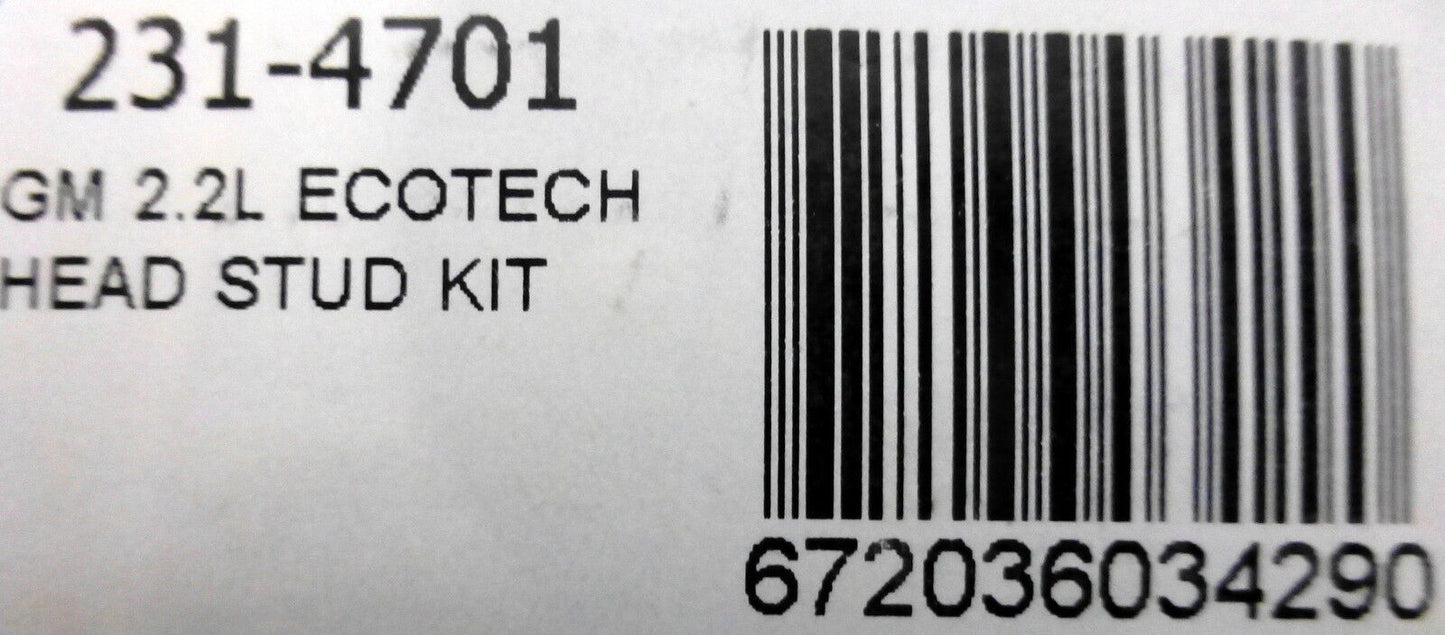 231-4701
GM 2.2L ECOTECH
HEAD STUD KIT
672036034290